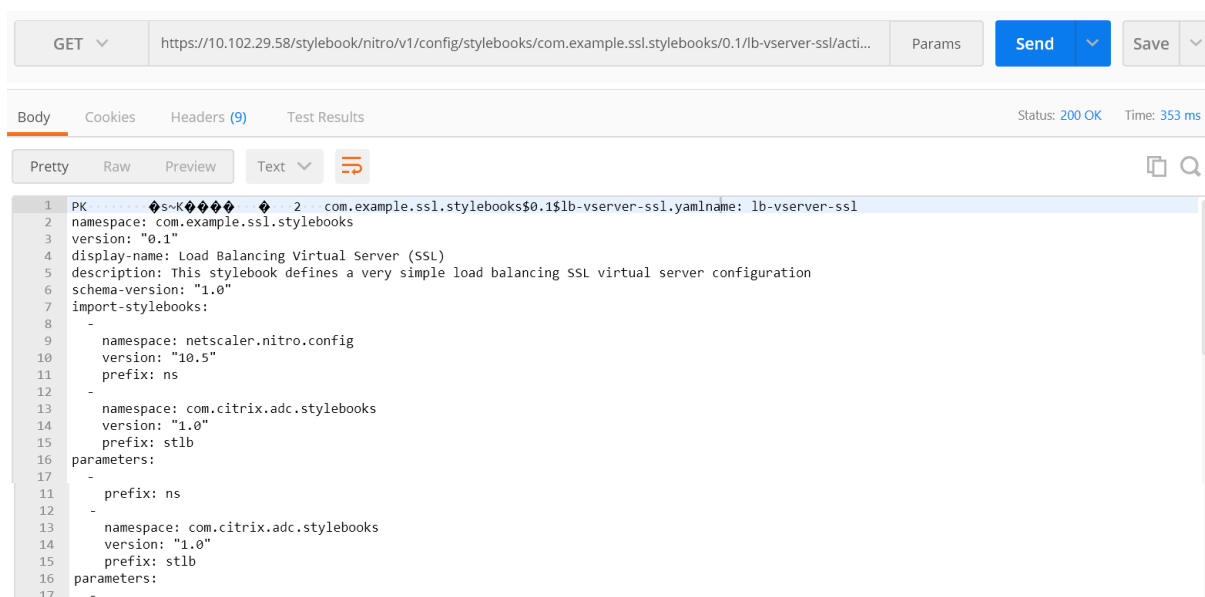 GET https://10.102.29.58/stylebook/nitro/v1/config/stylebooks/com.example.ssl.stylebooks/0.1/lb-vserver-ssl/acti... Params Send Save
Body Cookies Headers (9) Test Results Status: 200 OK Time: 353 ms
Pretty Raw Preview Text
1 PK �s~K���� � 2 com.example.ssl.stylebooks$0.1$lb-vserver-ssl.yamlname: lb-vserver-ssl
2 namespace: com.example.ssl.stylebooks
3 version: "0.1"
4 display-name: Load Balancing Virtual Server (SSL)
5 description: This stylebook defines a very simple load balancing SSL virtual server configuration
6 schema-version: "1.0"
7 import-stylebooks:
8 -
9 namespace: netscaler.nitro.config
10 version: "10.5"
11 prefix: ns
12 -
13 namespace: com.citrix.adc.stylebooks
14 version: "1.0"
15 prefix: stlb
16 parameters:
17 -
11 prefix: ns
12 -
13 namespace: com.citrix.adc.stylebooks
14 version: "1.0"
15 prefix: stlb
16 parameters:
17 -